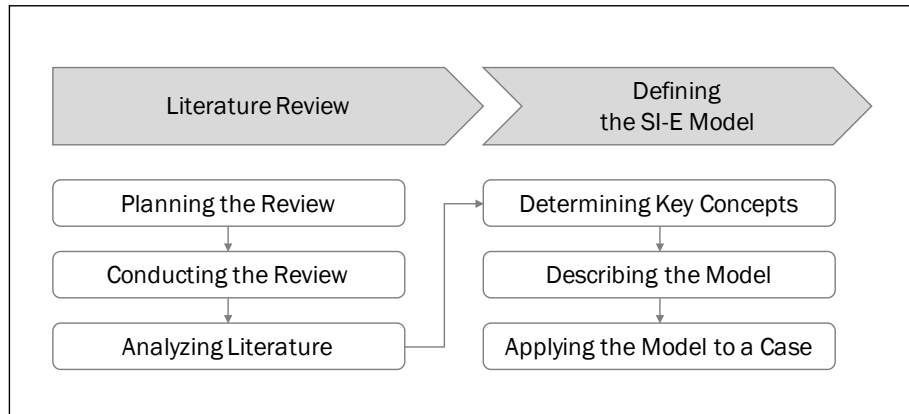 Literature Review
Defining
the SI-E Model
Planning the Review
Conducting the Review
Analyzing Literature
Determining Key Concepts
Describing the Model
Applying the Model to a Case